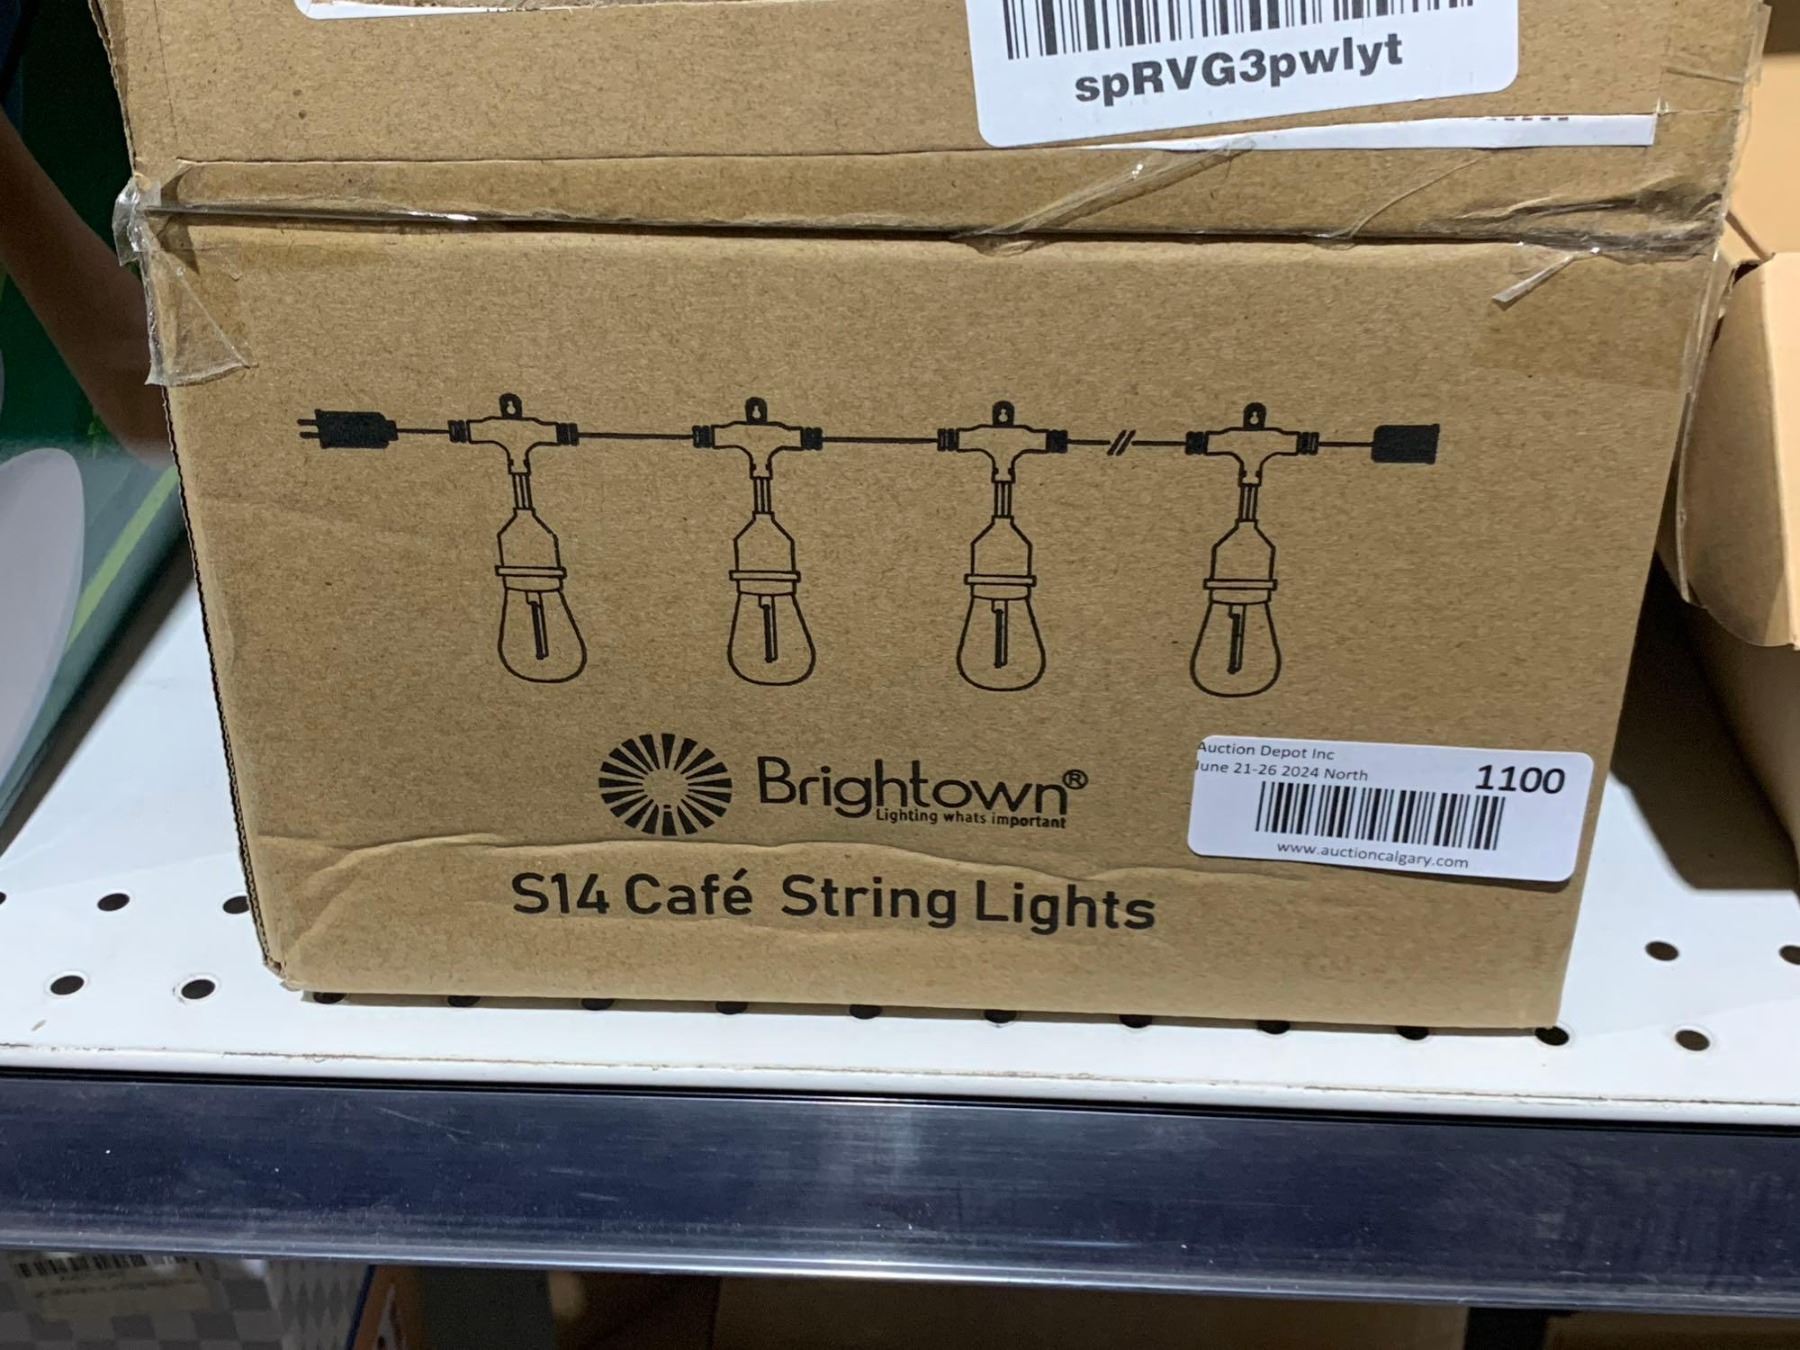 spRVG3pwlyt
Brightown®
Lighting whats important
S14 Café String Lights
Auction Depot Inc
June 21-26 2024 North
1100
www.auctioncalgary.com